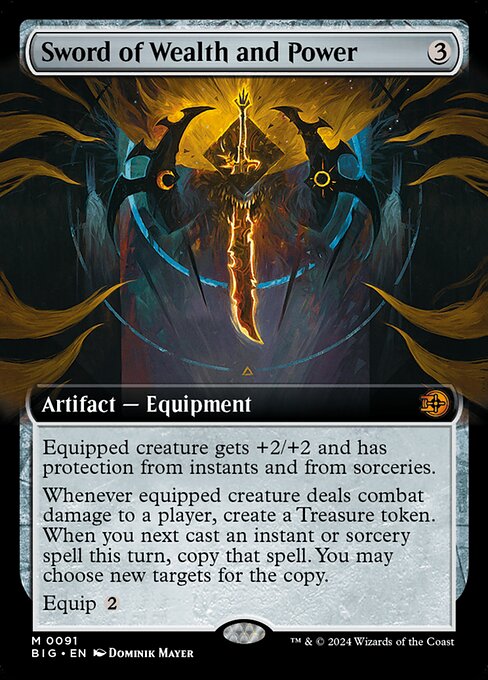 Sword of Wealth and Power 3
Artifact — Equipment
Equipped creature gets +2/+2 and has
protection from instants and from sorceries.
Whenever equipped creature deals combat
damage to a player, create a Treasure token.
When you next cast an instant or sorcery
spell this turn, copy that spell. You may
choose new targets for the copy.
Equip 2
M 0091
BIG • EN Dominik Mayer
™ & © 2024 Wizards of the Coast